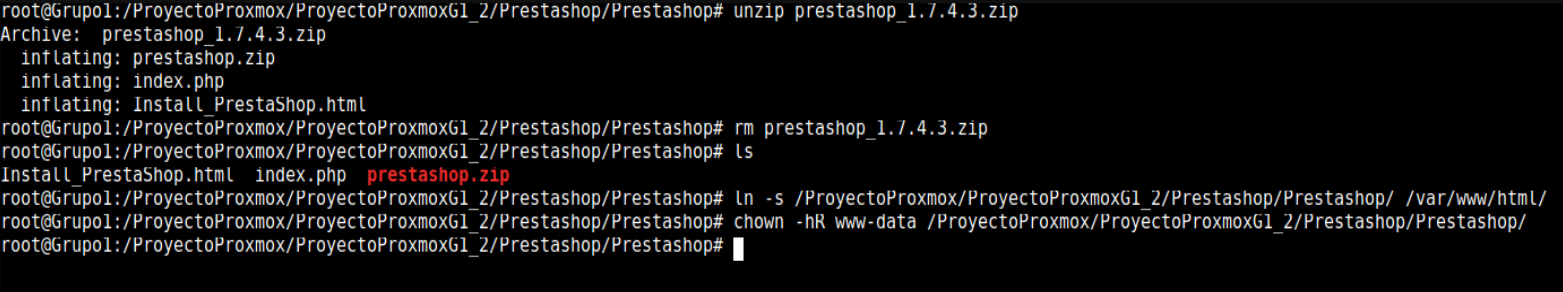 root@Grupo1:/ProyectoProxmox/ProyectoProxmoxG1_2/Prestashop/Prestashop# unzip prestashop_1.7.4.3.zip
Archive:  prestashop_1.7.4.3.zip
  inflating: prestashop.zip
  inflating: index.php
  inflating: Install_PrestaShop.html
root@Grupo1:/ProyectoProxmox/ProyectoProxmoxG1_2/Prestashop/Prestashop# rm prestashop_1.7.4.3.zip
root@Grupo1:/ProyectoProxmox/ProyectoProxmoxG1_2/Prestashop/Prestashop# ls
Install_PrestaShop.html  index.php  prestashop.zip
root@Grupo1:/ProyectoProxmox/ProyectoProxmoxG1_2/Prestashop/Prestashop# ln -s /ProyectoProxmox/ProyectoProxmoxG1_2/Prestashop/Prestashop/ /var/www/html/
root@Grupo1:/ProyectoProxmox/ProyectoProxmoxG1_2/Prestashop/Prestashop# chown -hR www-data /ProyectoProxmox/ProyectoProxmoxG1_2/Prestashop/Prestashop/
root@Grupo1:/ProyectoProxmox/ProyectoProxmoxG1_2/Prestashop/Prestashop#